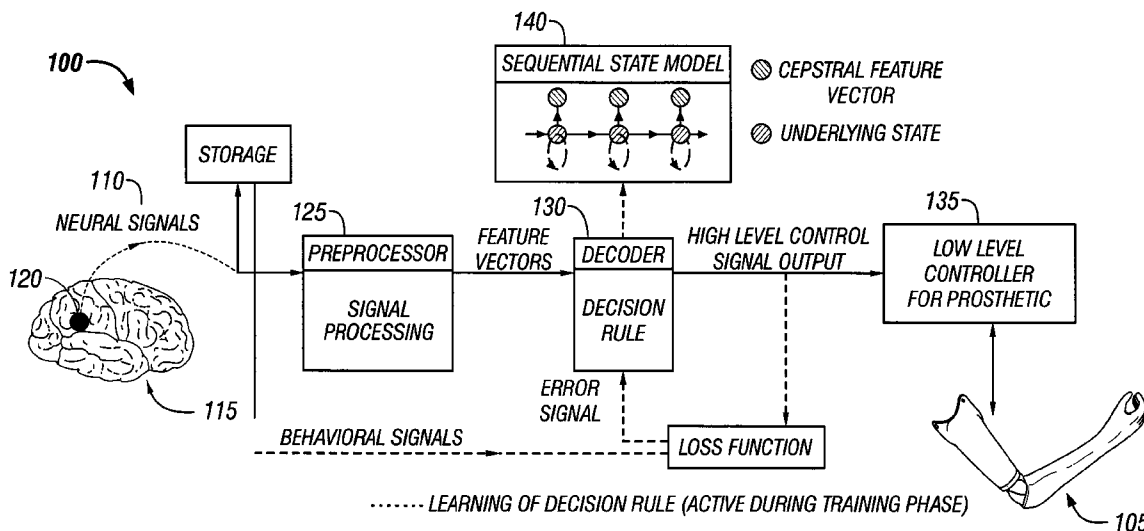 100
140
SEQUENTIAL STATE MODEL
CEPSTRAL FEATURE
VECTOR
UNDERLYING STATE
STORAGE
110
NEURAL SIGNALS
125
PREPROCESSOR
SIGNAL
PROCESSING
FEATURE
VECTORS
130
DECODER
DECISION
RULE
HIGH LEVEL CONTROL
SIGNAL OUTPUT
135
LOW LEVEL
CONTROLLER
FOR PROSTHETIC
120
115
ERROR
SIGNAL
BEHAVIORAL SIGNALS
LOSS FUNCTION
LEARNING OF DECISION RULE (ACTIVE DURING TRAINING PHASE)
105